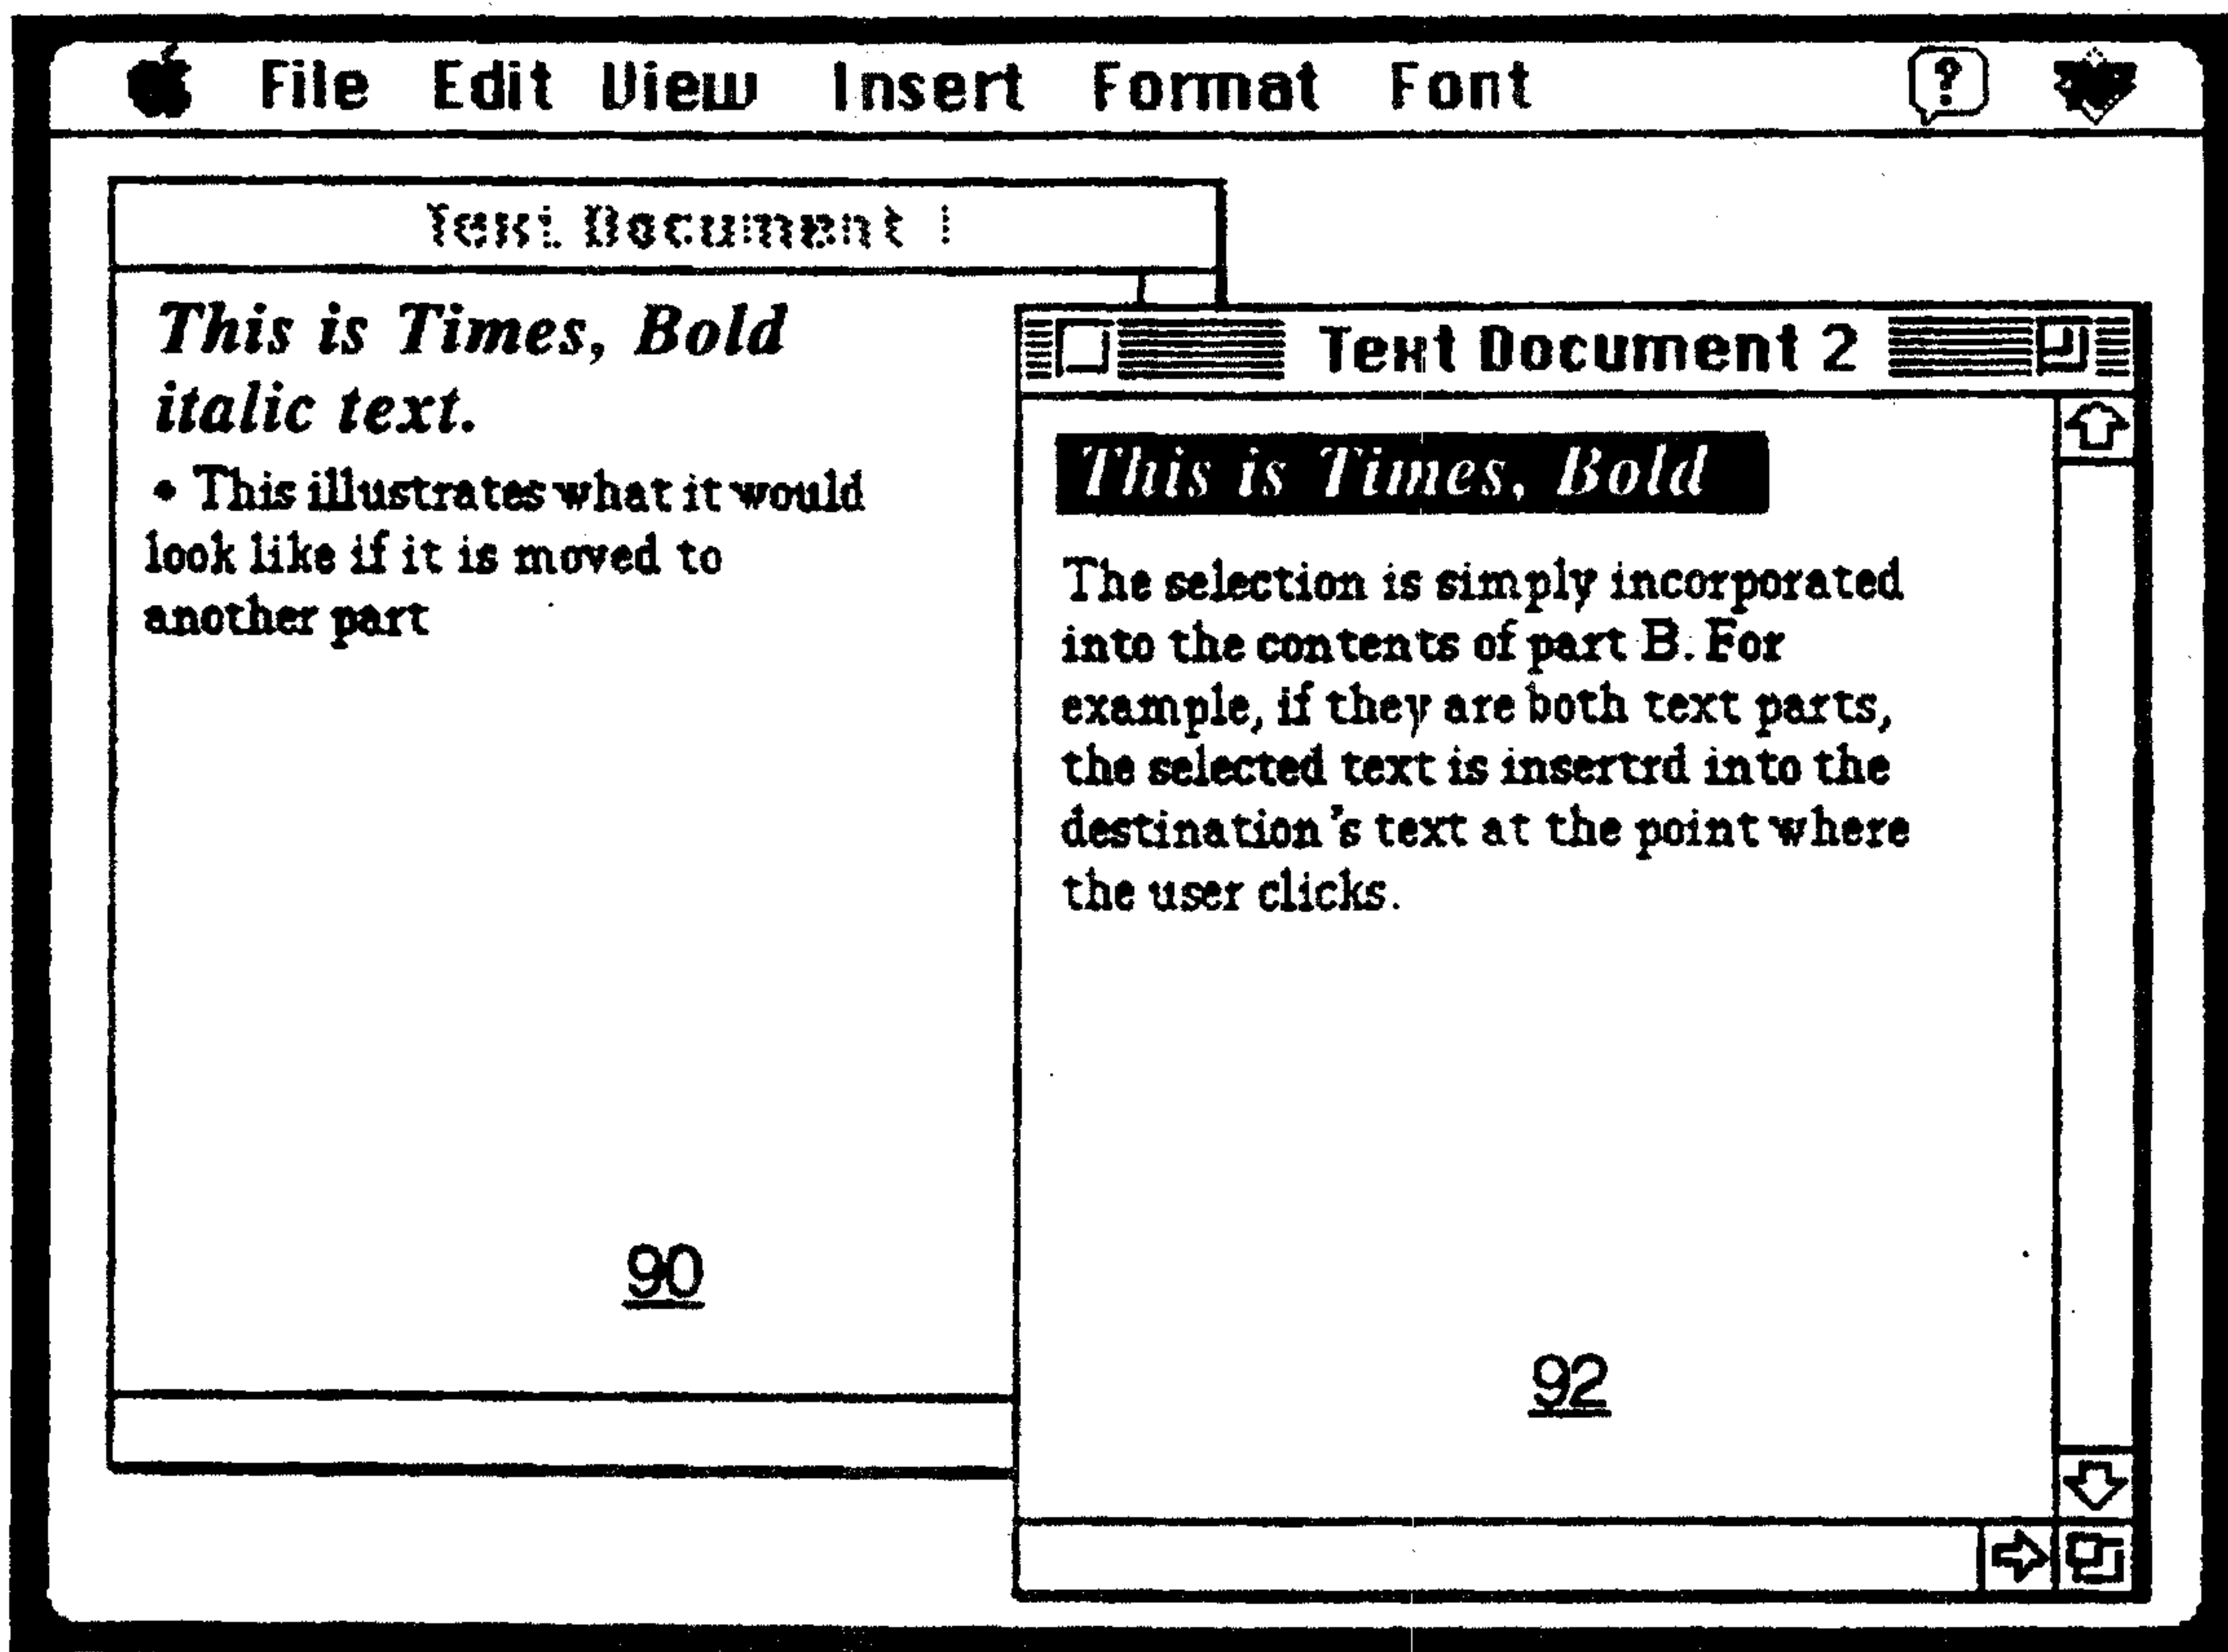 File Edit View Insert Format Font ?
Text Document 1
This is Times, Bold
italic text.
• This illustrates what it would
look like if it is moved to
another part
90
Text Document 2
This is Times, Bold
The selection is simply incorporated
into the contents of part B. For
example, if they are both text parts,
the selected text is insertrd into the
destination's text at the point where
the user clicks.
92